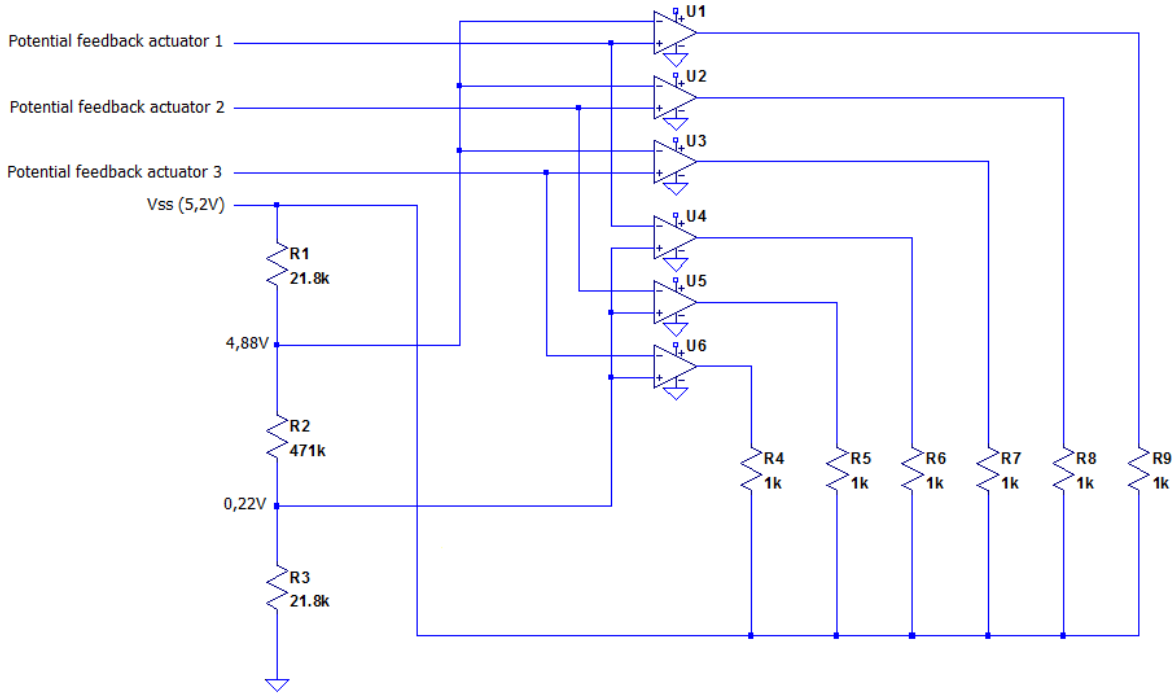 U1
Potential feedback actuator 1
U2
Potential feedback actuator 2
U3
Potential feedback actuator 3
Vss (5,2V)
U4
R1
21.8k
U5
4,88V
U6
R2
471k
R4
1k
R5
1k
R6
1k
R7
1k
R8
1k
R9
1k
0,22V
R3
21.8k